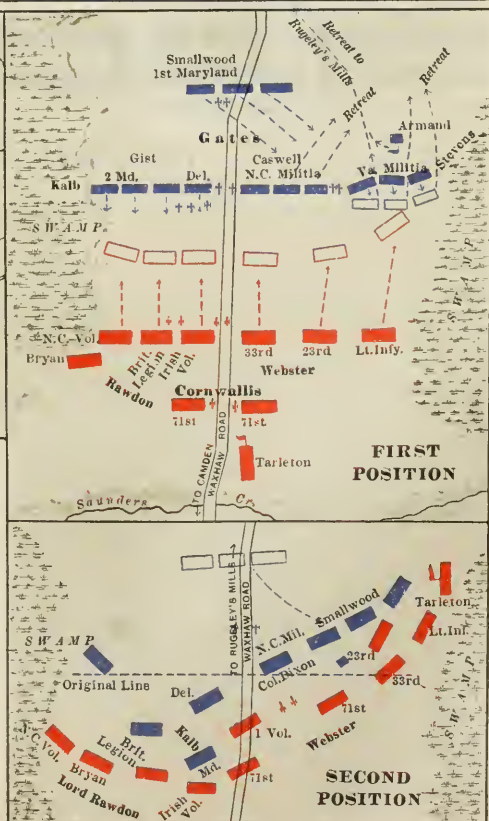 Smallwood
1st Maryland
Retreat to
Rugeley's Mills
Retreat
Retreat
Armand
Gates
Gist
Caswell
Kalb
2 Md.
Del.
N.C. Militia
Va. Militia
Stevens
SWAMP
SWAMP
N.C.-Vol.
Brit.
Legion
Irish
Vol.
33rd
23rd
Lt.Infy.
Bryan
Rawdon
Webster
Cornwallis
71st
71st
Tarleton
TO CAMDEN
WAXHAW ROAD
FIRST
POSITION
Saunders Cr.
TO RUGELEY'S MILLS
WAXHAW ROAD
Tarleton
Smallwood
Lt.Inf.
SWAMP
N.C.Mil.
Col.Dixon
23rd
33rd
Original Line
Del.
SWAMP
71st
Kalb
1 Vol.
Webster
Brit.
Legion
N.C.
Vol.
Bryan
Md.
71st
Lord Rawdon
Irish
Vol.
SECOND
POSITION